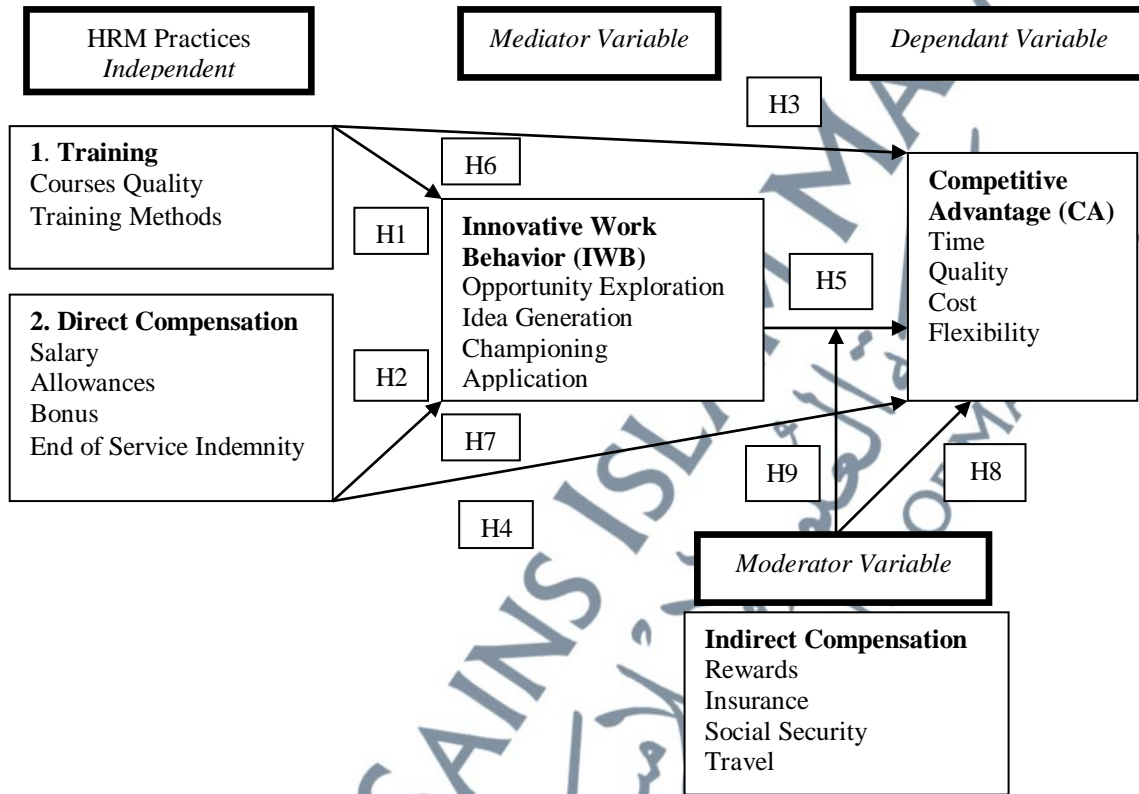 HRM Practices
Independent
Mediator Variable
Dependant Variable
H3
1. Training
Courses Quality
Training Methods
H6
H1
Innovative Work
Behavior (IWB)
Opportunity Exploration
Idea Generation
Championing
Application
Competitive
Advantage (CA)
Time
Quality
Cost
Flexibility
H5
2. Direct Compensation
Salary
Allowances
Bonus
End of Service Indemnity
H2
H7
H4
H9
H8
Moderator Variable
Indirect Compensation
Rewards
Insurance
Social Security
Travel
SAINS ISLAM MA